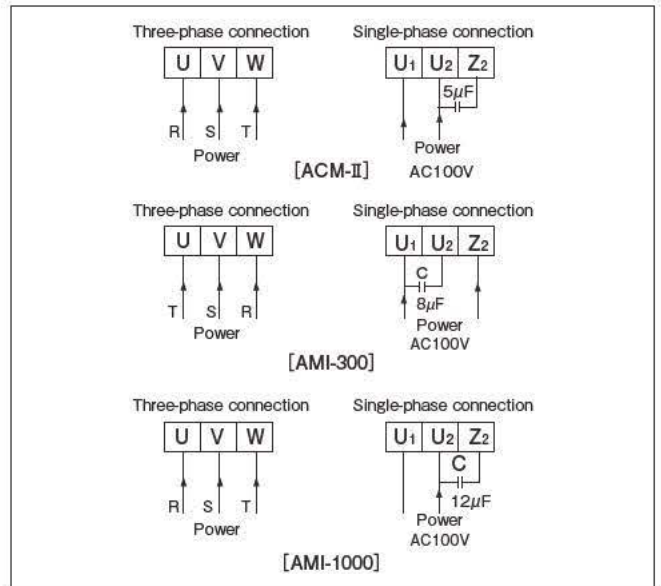 Three-phase connection Single-phase connection
U V W U1 U2 Z2
5μF
R S T
Power Power
[ACM-Ⅱ] AC100V
Three-phase connection Single-phase connection
U V W U1 U2 Z2
C
T S R 8μF
Power Power
AC100V
[AMI-300]
Three-phase connection Single-phase connection
U V W U1 U2 Z2
C
R S T 12μF
Power Power
AC100V
[AMI-1000]